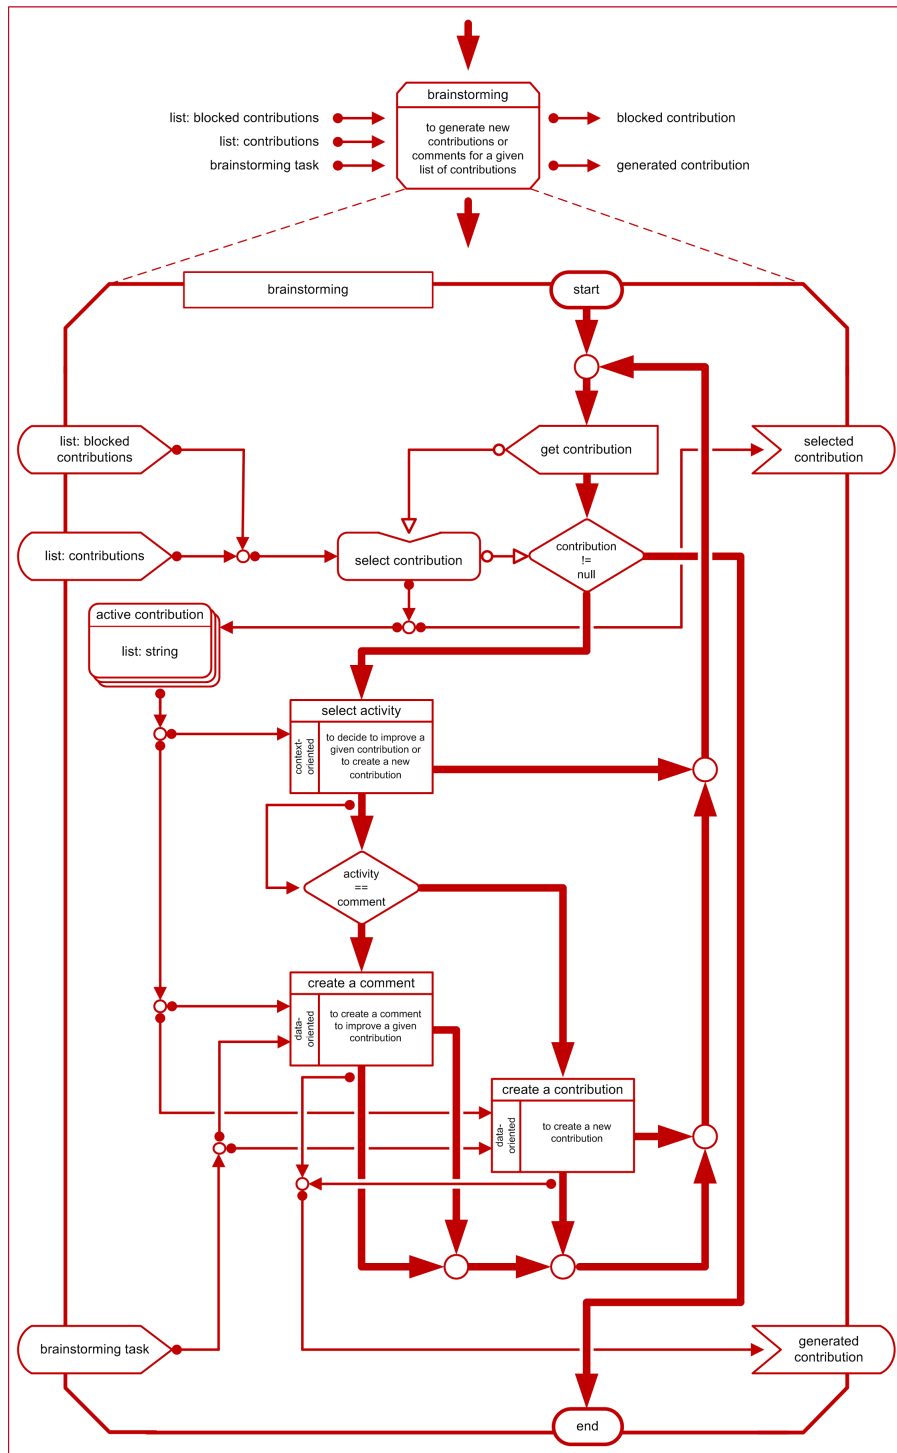 brainstorming
list: blocked contributions
list: contributions
brainstorming task
to generate new
contributions or
comments for a given
list of contributions
blocked contribution
generated contribution
brainstorming
start
list: blocked
contributions
get contribution
selected
contribution
list: contributions
select contribution
contribution
!=
null
active contribution
list: string
select activity
context-
oriented
to decide to improve a
given contribution or
to create a new
contribution
activity
==
comment
create a comment
data-
oriented
to create a comment
to improve a given
contribution
create a contribution
data-
oriented
to create a new
contribution
brainstorming task
generated
contribution
end